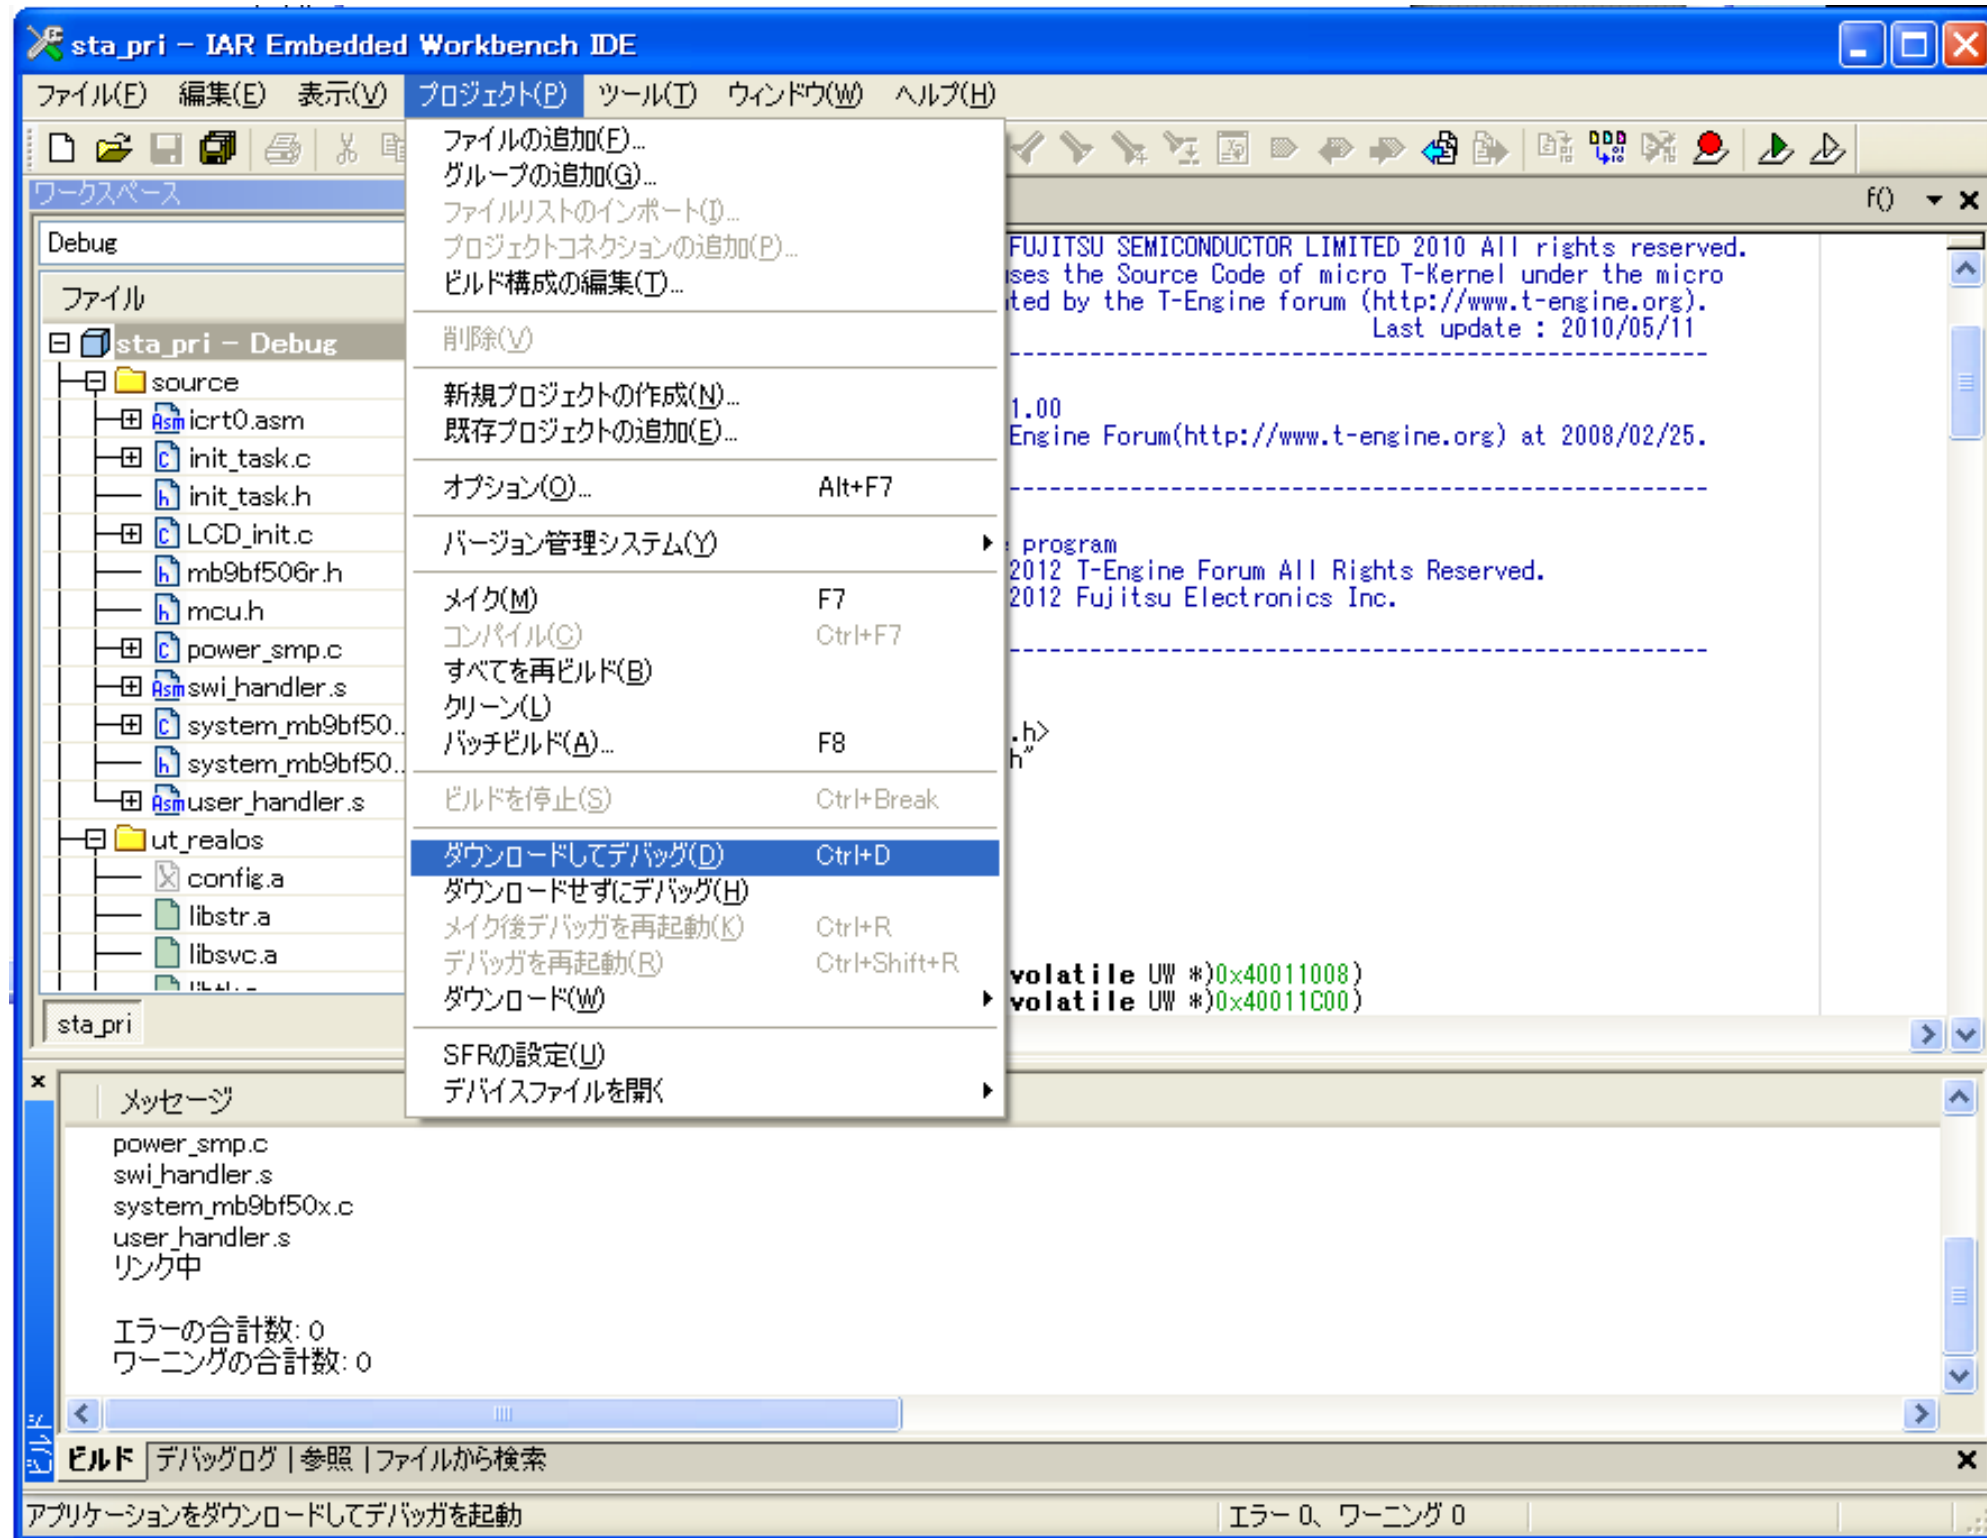 sta_pri - IAR Embedded Workbench IDE
ファイル(F) 編集(E) 表示(V) プロジェクト(P) ツール(T) ウィンドウ(W) ヘルプ(H)
ワークスペース
Debug
ファイル
sta_pri - Debug
source
icrt0.asm
init_task.c
init_task.h
LCD_init.c
mb9bf506r.h
mcu.h
power_smp.c
swi_handler.s
system_mb9bf50..
system_mb9bf50..
user_handler.s
ut_realos
config.a
libstr.a
libsvc.a
sta_pri
ファイルの追加(F)...
グループの追加(G)...
ファイルリストのインポート(I)...
プロジェクトコネクションの追加(P)...
ビルド構成の編集(T)...
削除(V)
新規プロジェクトの作成(N)...
既存プロジェクトの追加(E)...
オプション(O)... Alt+F7
バージョン管理システム(Y)
メイク(M) F7
コンパイル(C) Ctrl+F7
すべてを再ビルド(B)
クリーン(L)
バッチビルド(A)... F8
ビルドを停止(S) Ctrl+Break
ダウンロードしてデバッグ(D) Ctrl+D
ダウンロードせずにデバッグ(H)
メイク後デバッガを再起動(K) Ctrl+R
デバッガを再起動(R) Ctrl+Shift+R
ダウンロード(W)
SFRの設定(U)
デバイスファイルを開く
f()
FUJITSU SEMICONDUCTOR LIMITED 2010 All rights reserved.
uses the Source Code of micro T-Kernel under the micro
ted by the T-Engine forum (http://www.t-engine.org).
Last update : 2010/05/11
----------------------------------------------------
1.00
Engine Forum(http://www.t-engine.org) at 2008/02/25.
----------------------------------------------------
program
2012 T-Engine Forum All Rights Reserved.
2012 Fujitsu Electronics Inc.
----------------------------------------------------
.h>
h"
volatile UW *)0x40011008)
volatile UW *)0x40011C00)
メッセージ
power_smp.c
swi_handler.s
system_mb9bf50x.c
user_handler.s
リンク中
エラーの合計数: 0
ワーニングの合計数: 0
ビルド
ビルド デバッグログ 参照 ファイルから検索
アプリケーションをダウンロードしてデバッガを起動 エラー 0、ワーニング 0